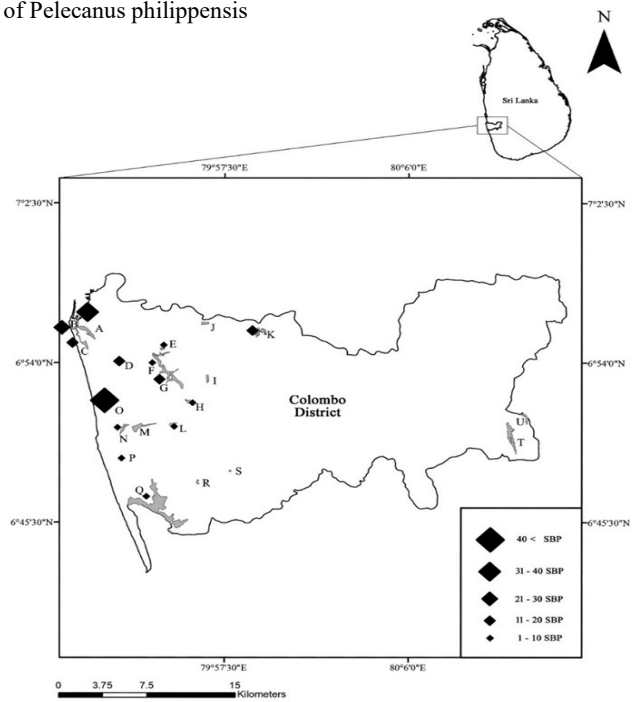 of Pelecanus philippensis
N
Sri Lanka
79°57'30"E 80°6'0"E
7°2'30"N 7°2'30"N
B
A
J
K
C
E
6°54'0"N 6°54'0"N
D
F
G
I
H
Colombo
District
O
U
N
M
L
T
P
S
R
Q
6°45'30"N 6°45'30"N
40 < SBP
31 - 40 SBP
21 - 30 SBP
11 - 20 SBP
1 - 10 SBP
79°57'30"E 80°6'0"E
0 3.75 7.5 15
Kilometers